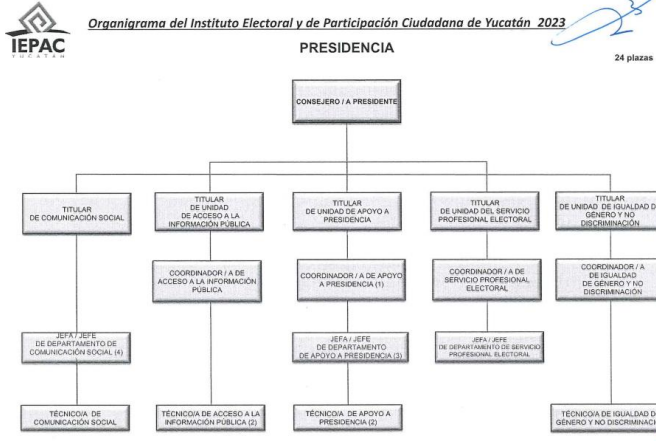 Organigrama del Instituto Electoral y de Participación Ciudadana de Yucatán 2023
IEPAC
YUCATÁN
PRESIDENCIA
24 plazas
CONSEJERO / A PRESIDENTE
TITULAR
DE COMUNICACIÓN SOCIAL
TITULAR
DE UNIDAD
DE ACCESO A LA
INFORMACIÓN PÚBLICA
TITULAR
DE UNIDAD DE APOYO A
PRESIDENCIA
TITULAR
DE UNIDAD DEL SERVICIO
PROFESIONAL ELECTORAL
TITULAR
DE UNIDAD DE IGUALDAD D
GÉNERO Y NO
DISCRIMINACIÓN
COORDINADOR / A DE
ACCESO A LA INFORMACIÓN
PÚBLICA
COORDINADOR / A DE APOYO
A PRESIDENCIA (1)
COORDINADOR / A DE
SERVICIO PROFESIONAL
ELECTORAL
COORDINADOR / A
DE IGUALDAD
DE GÉNERO Y NO
DISCRIMINACIÓN
JEFA / JEFE
DE DEPARTAMENTO DE
COMUNICACIÓN SOCIAL (4)
JEFA / JEFE
DE DEPARTAMENTO
DE APOYO A PRESIDENCIA (3)
JEFA / JEFE
DE DEPARTAMENTO DE SERVICIO
PROFESIONAL ELECTORAL
TÉCNICO/A DE
COMUNICACIÓN SOCIAL
TÉCNICO/A DE ACCESO A LA
INFORMACIÓN PÚBLICA (2)
TÉCNICO/A DE APOYO A
PRESIDENCIA (2)
TÉCNICO/A DE IGUALDAD D
GÉNERO Y NO DISCRIMINACI